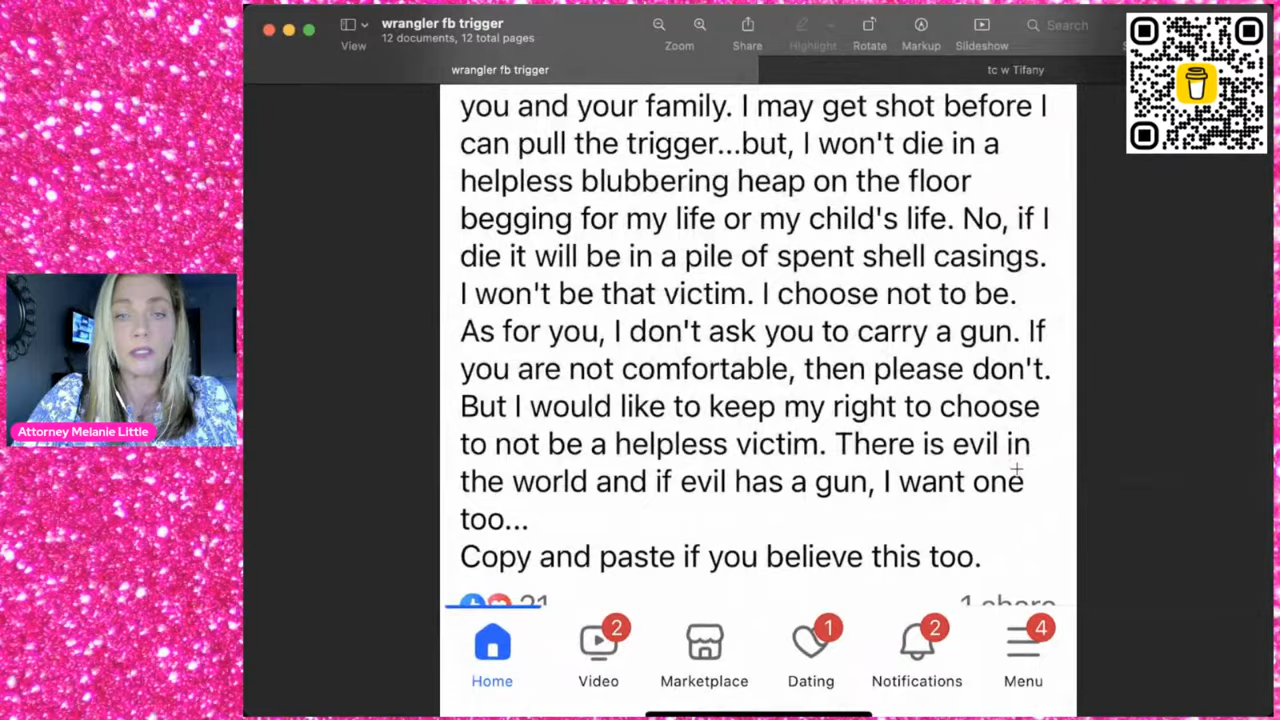 wrangler fb trigger
12 documents, 12 total pages
View
Zoom
Share
Highlight
Rotate
Markup
Slideshow
Search
wrangler fb trigger
tc w Tifany
you and your family. I may get shot before I
can pull the trigger...but, I won't die in a
helpless blubbering heap on the floor
begging for my life or my child's life. No, if I
die it will be in a pile of spent shell casings.
I won't be that victim. I choose not to be.
As for you, I don't ask you to carry a gun. If
you are not comfortable, then please don't.
But I would like to keep my right to choose
to not be a helpless victim. There is evil in
the world and if evil has a gun, I want one
too...
Copy and paste if you believe this too.
21
1 share
2
1
2
4
Home
Video
Marketplace
Dating
Notifications
Menu
Attorney Melanie Little